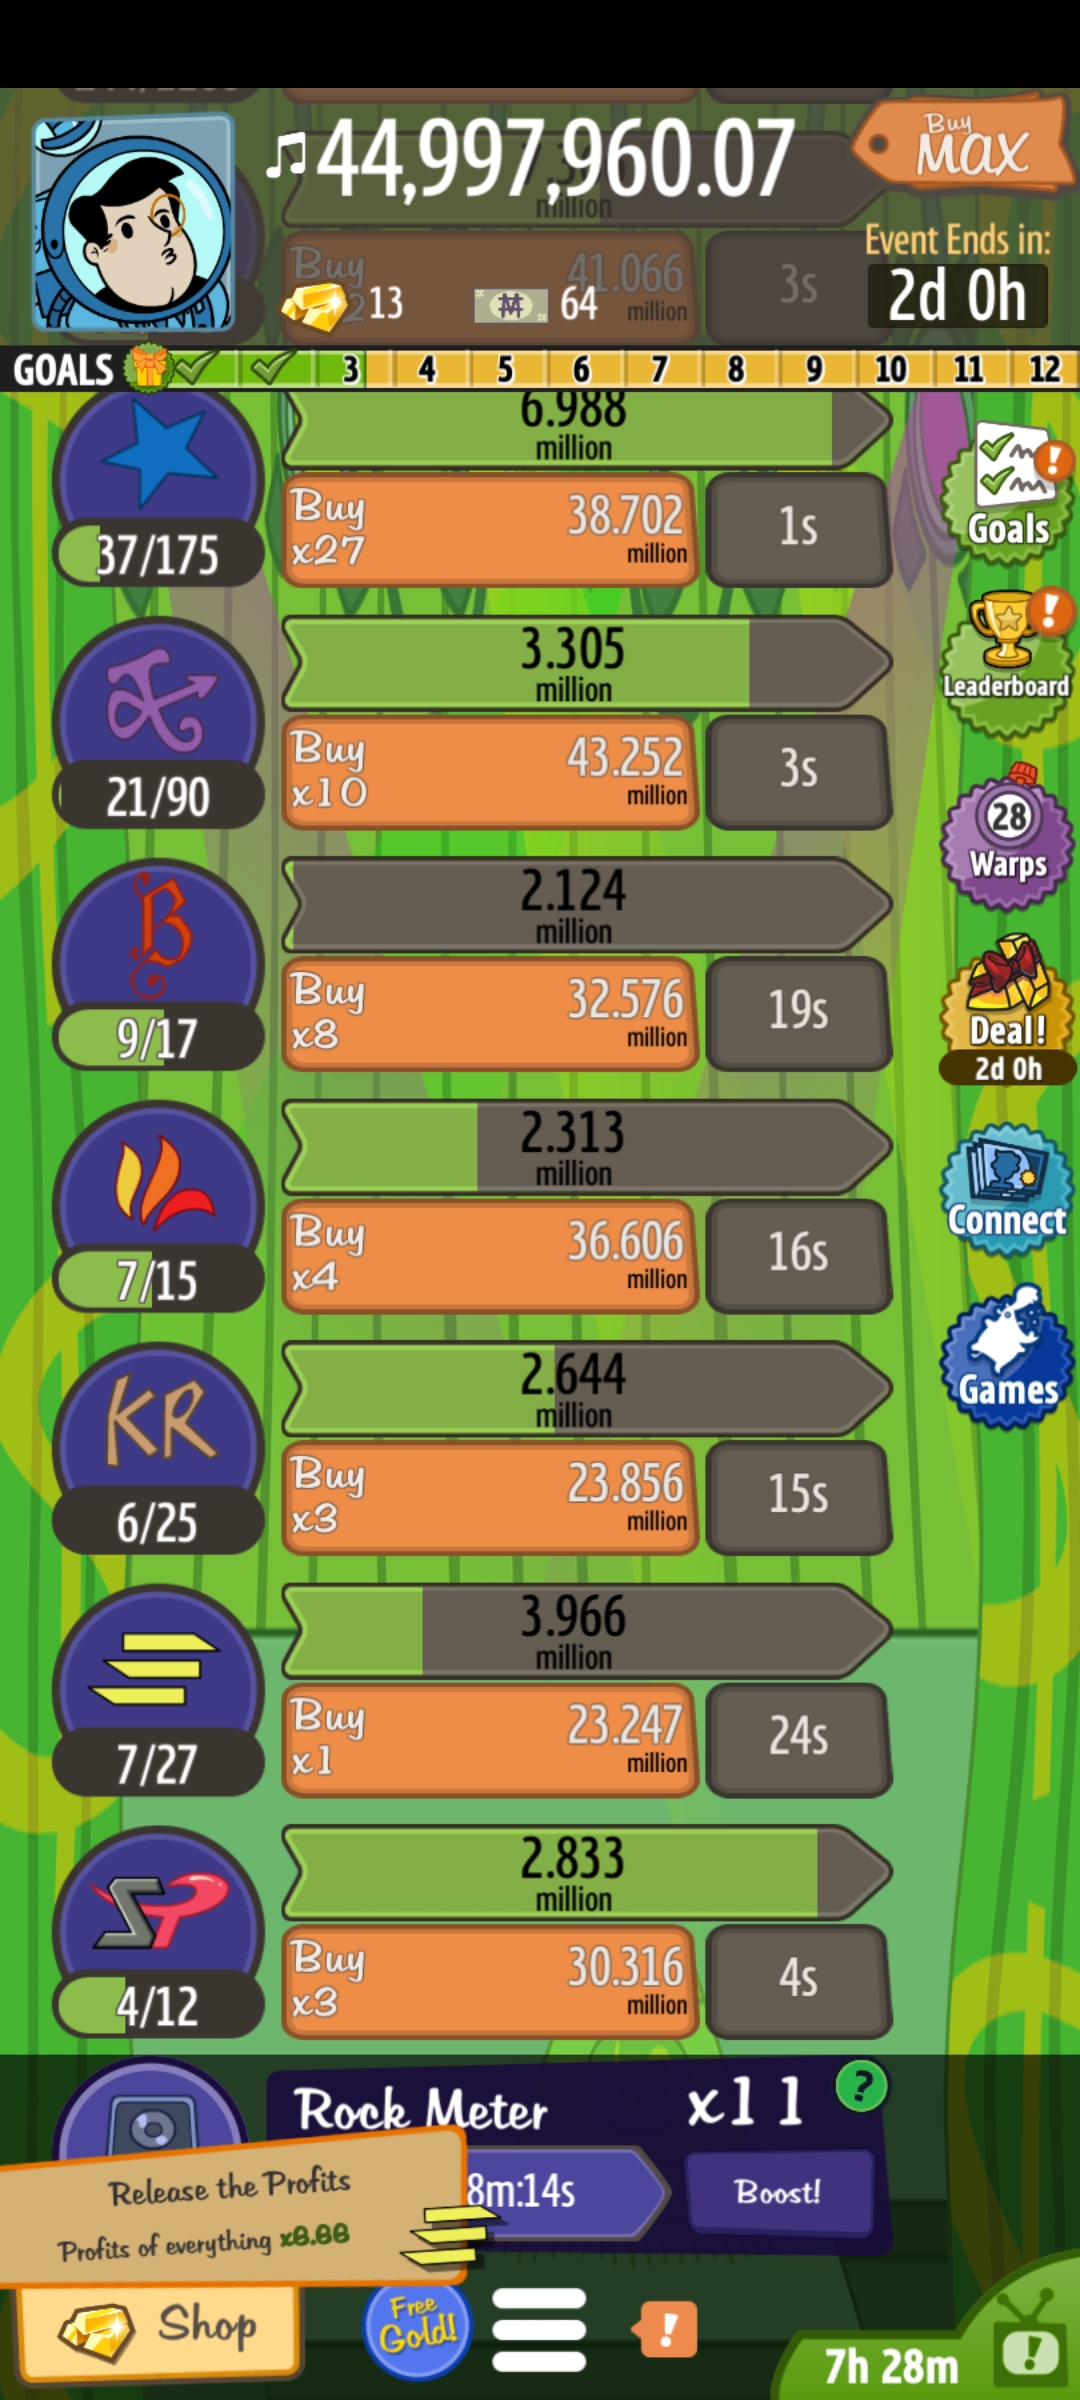 ♫44,997,960.07
Buy
MAX
million
Event Ends in:
2d 0h
Buy
41.066
million
3s
13
64
GOALS 3 4 5 6 7 8 9 10 11 12
6.988
million
37/175
Buy
x27
38.702
million
1s
Goals
3.305
million
21/90
Buy
x10
43.252
million
3s
Leaderboard
28
Warps
2.124
million
9/17
Buy
x8
32.576
million
19s
Deal!
2d 0h
2.313
million
7/15
Buy
x4
36.606
million
16s
Connect
KR
2.644
million
6/25
Buy
x3
23.856
million
15s
Games
3.966
million
7/27
Buy
x1
23.247
million
24s
2.833
million
4/12
Buy
x3
30.316
million
4s
Rock Meter
x11
?
8m:14s
Boost!
Release the Profits
Profits of everything x6.66
Shop
Free
Gold!
!
7h 28m
!